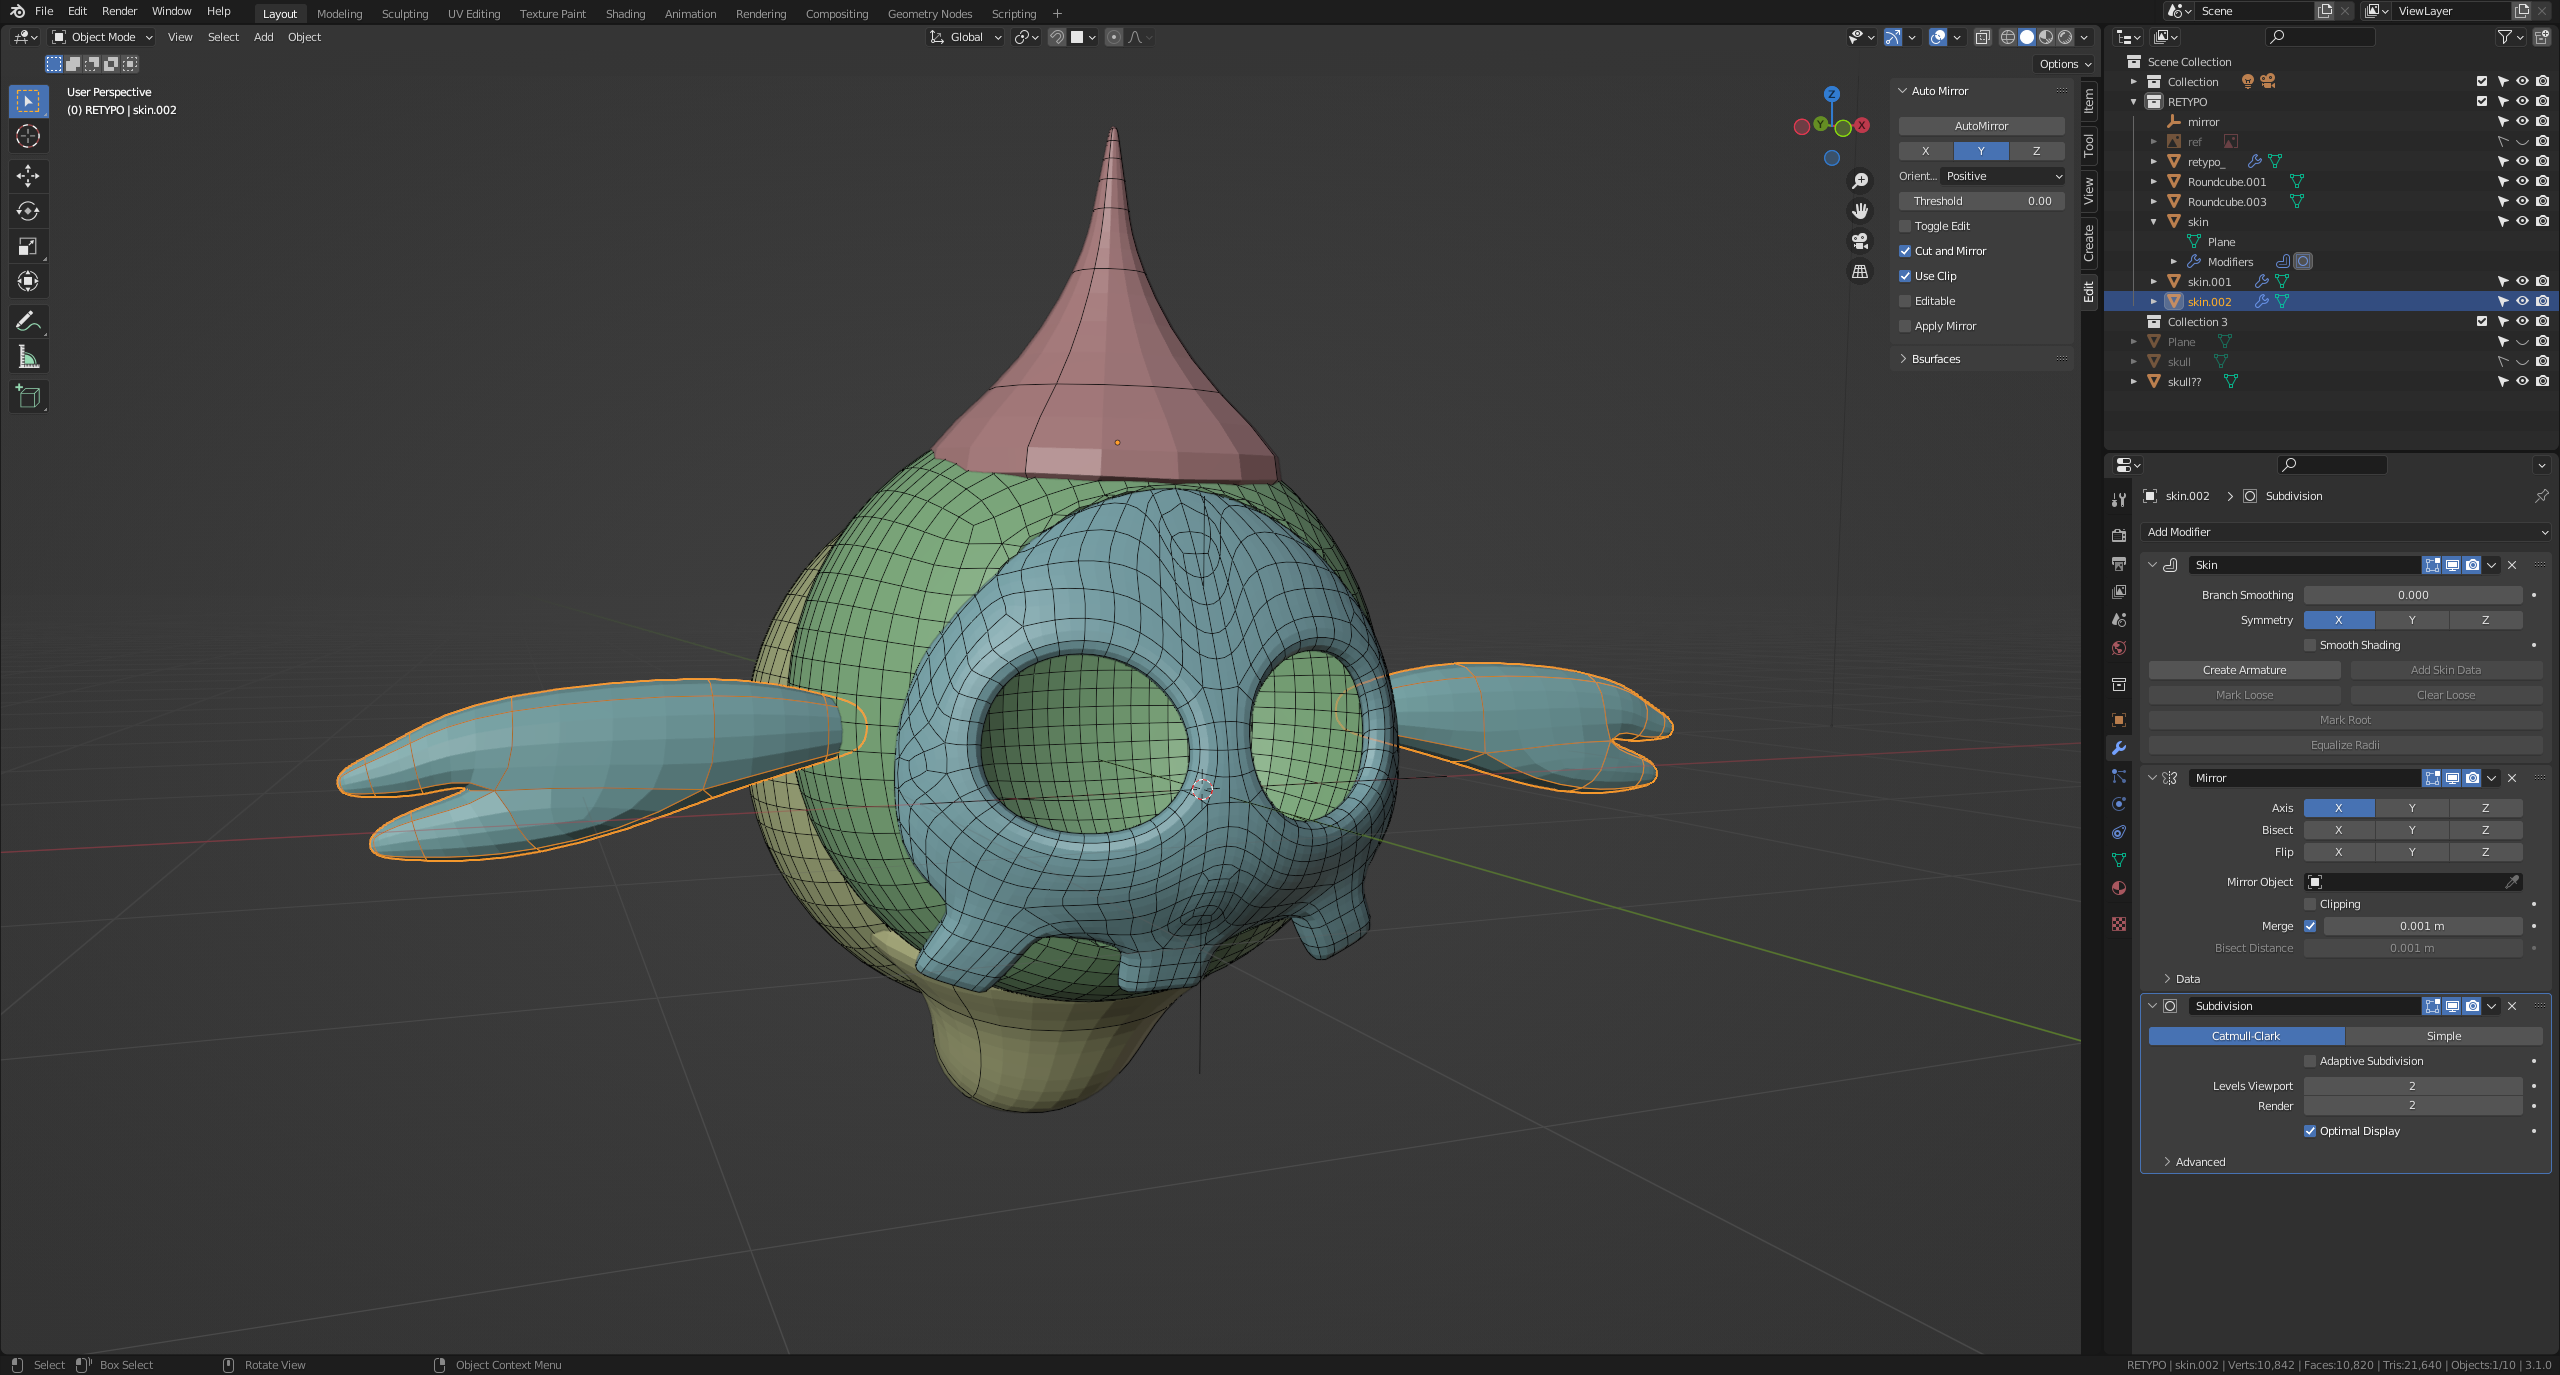 File Edit Render Window Help Layout Modeling Sculpting UV Editing Texture Paint Shading Animation Rendering Compositing Geometry Nodes Scripting + Scene ViewLayer
Object Mode View Select Add Object Global
Options
User Perspective
(0) RETYPO | skin.002
Z
Y
X
Auto Mirror
AutoMirror
X Y Z
Orient... Positive
Threshold 0.00
Toggle Edit
Cut and Mirror
Use Clip
Editable
Apply Mirror
Bsurfaces
Item
Tool
View
Create
Edit
Scene Collection
Collection
RETYPO
mirror
ref
retypo_
Roundcube.001
Roundcube.003
skin
Plane
Modifiers
skin.001
skin.002
Collection 3
Plane
skull
skull??
skin.002 Subdivision
Add Modifier
Skin
Branch Smoothing 0.000
Symmetry X Y Z
Smooth Shading
Create Armature Add Skin Data
Mark Loose Clear Loose
Mark Root
Equalize Radii
Mirror
Axis X Y Z
Bisect X Y Z
Flip X Y Z
Mirror Object
Clipping
Merge 0.001 m
Bisect Distance 0.001 m
Data
Subdivision
Catmull-Clark Simple
Adaptive Subdivision
Levels Viewport 2
Render 2
Optimal Display
Advanced
Select Box Select Rotate View Object Context Menu RETYPO | skin.002 | Verts:10,842 | Faces:10,820 | Tris:21,640 | Objects:1/10 | 3.1.0